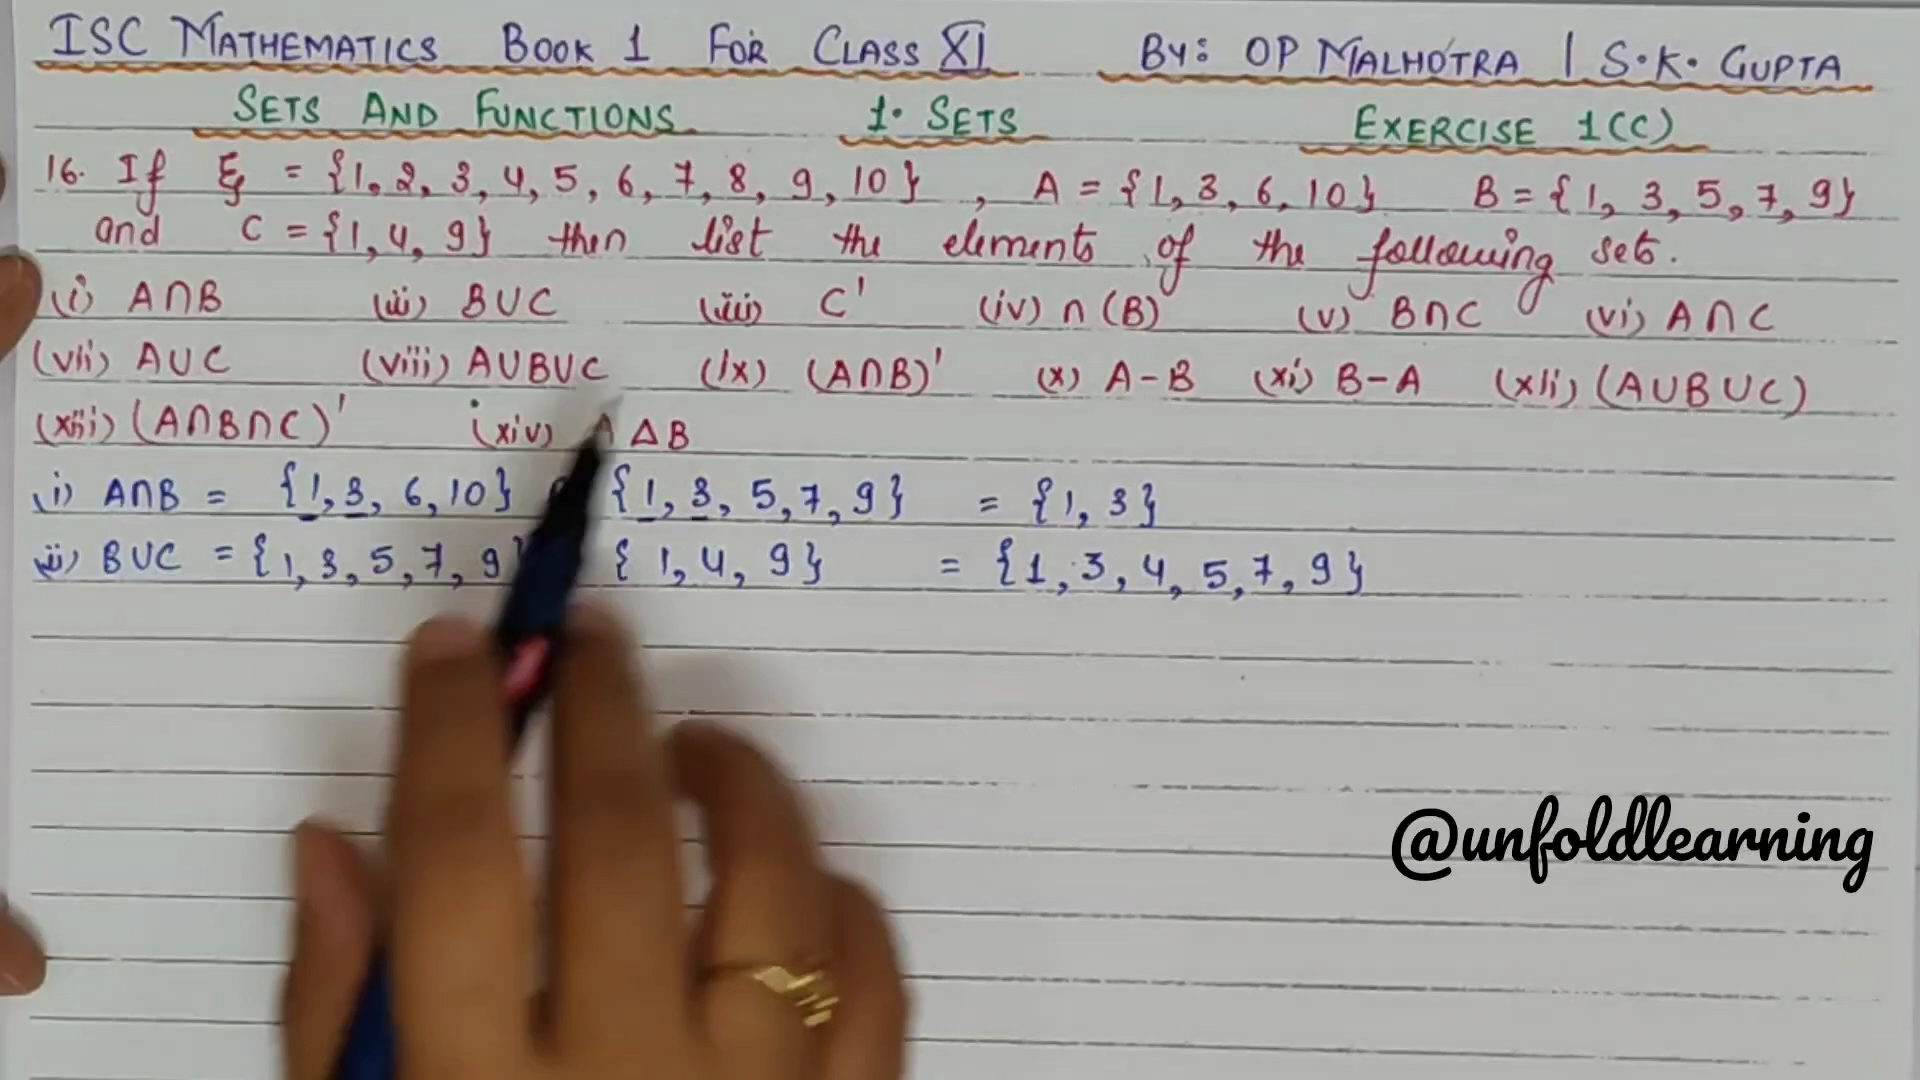 ISC MATHEMATICS BOOK 1 FOR CLASS XI BY: OP MALHOTRA | S.K. GUPTA
SETS AND FUNCTIONS 1. SETS EXERCISE 1(C)
16. If ξ = {1, 2, 3, 4, 5, 6, 7, 8, 9, 10}, A = {1, 3, 6, 10} B = {1, 3, 5, 7, 9}
and C = {1, 4, 9} then list the elements of the following sets.
(i) A∩B (ii) B∪C (iii) C' (iv) n(B) (v) B∩C (vi) A∩C
(vii) A∪C (viii) A∪B∪C (ix) (A∩B)' (x) A-B (xi) B-A (xii) (A∪B∪C)
(xiii) (A∩B∩C)' (xiv) A Δ B
(i) A∩B = {1, 3, 6, 10} {1, 3, 5, 7, 9} = {1, 3}
(ii) B∪C = {1, 3, 5, 7, 9} {1, 4, 9} = {1, 3, 4, 5, 7, 9}
@unfoldlearning